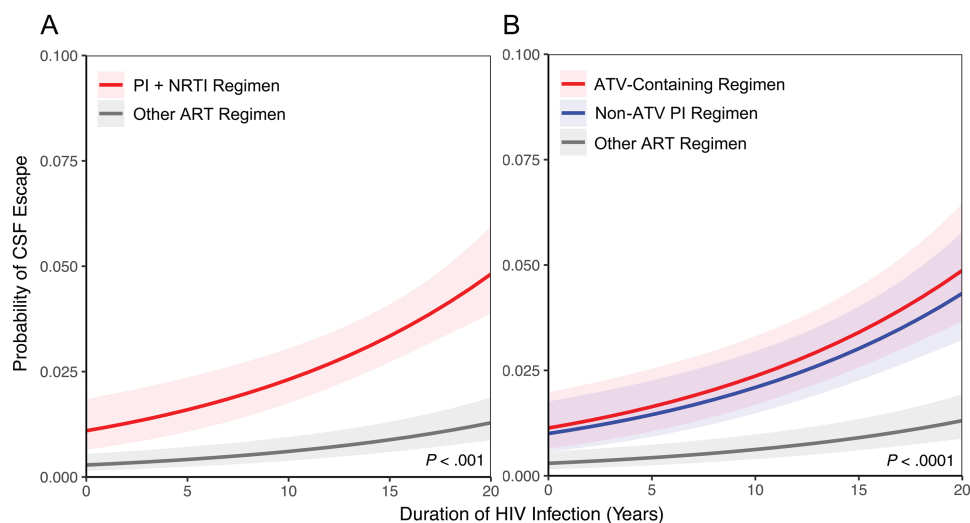 A
B
Probability of CSF Escape
0.100
0.075
0.050
0.025
0.000
PI + NRTI Regimen
Other ART Regimen
P < .001
0 5 10 15 20
0.100
0.075
0.050
0.025
0.000
ATV-Containing Regimen
Non-ATV PI Regimen
Other ART Regimen
P < .0001
0 5 10 15 20
Duration of HIV Infection (Years)